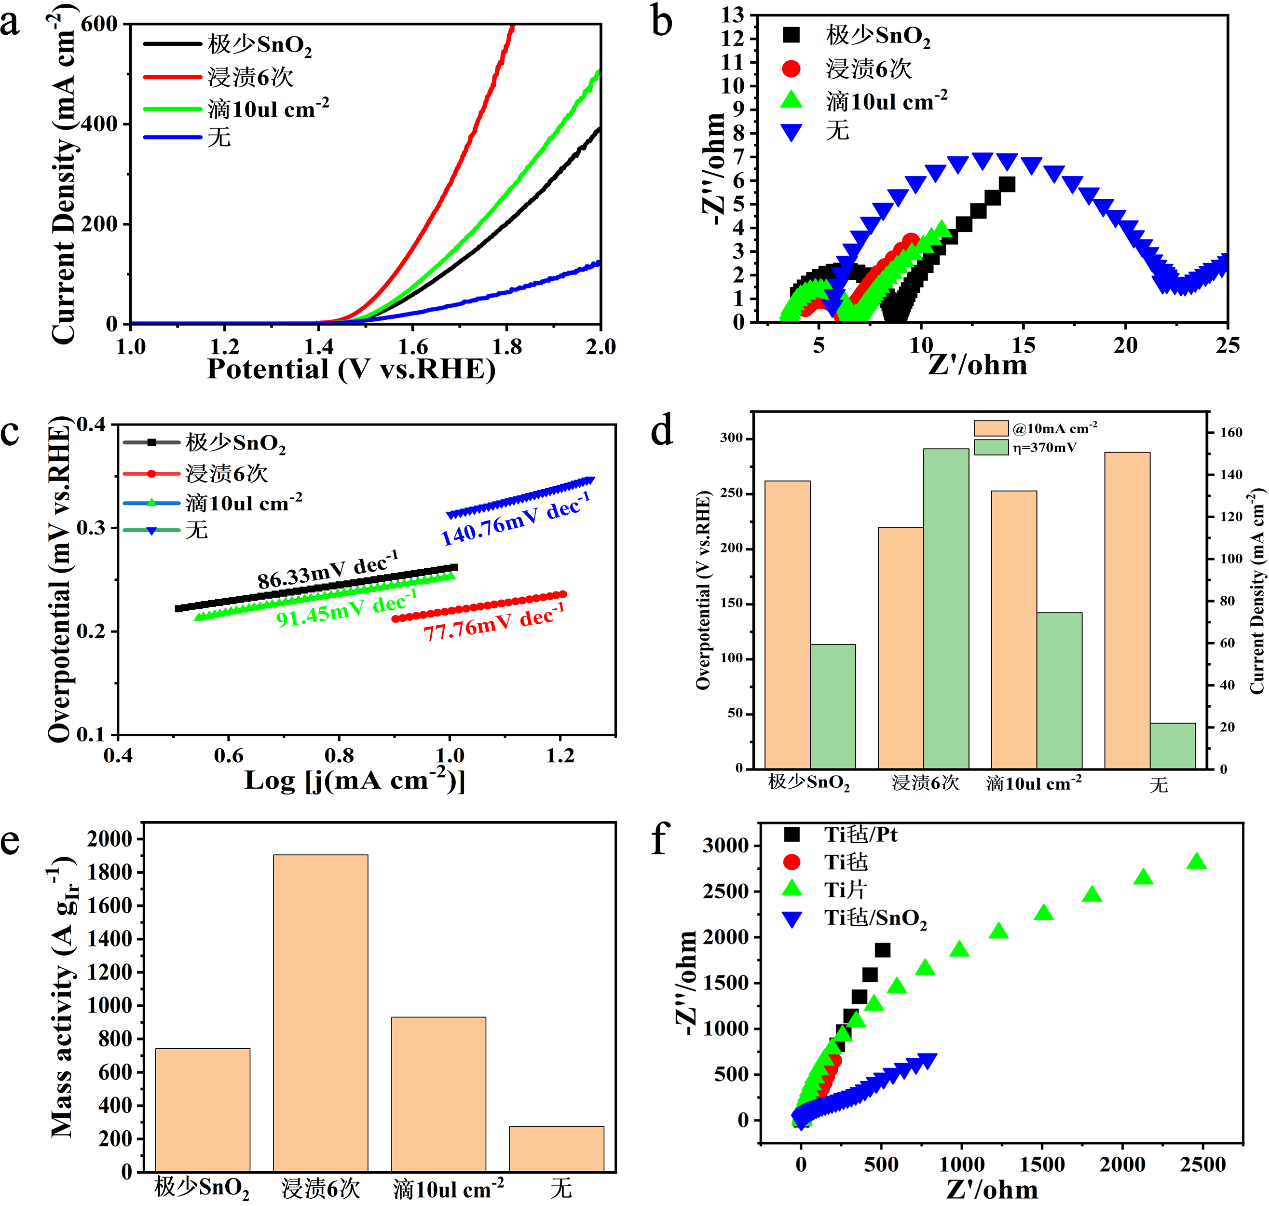 a
600
400
200
0
Current Density (mA cm-2)
极少SnO2
浸渍6次
滴10ul cm-2
无
1.0 1.2 1.4 1.6 1.8 2.0
Potential (V vs.RHE)
b
13
12
11
10
9
8
7
6
5
4
3
2
1
0
-Z''/ohm
极少SnO2
浸渍6次
滴10ul cm-2
无
5 10 15 20 25
Z'/ohm
c
0.4
0.3
0.2
0.1
Overpotential (mV vs.RHE)
极少SnO2
浸渍6次
滴10ul cm-2
无
140.76mV dec-1
86.33mV dec-1
91.45mV dec-1
77.76mV dec-1
0.4 0.6 0.8 1.0 1.2
Log [j(mA cm-2)]
d
300
250
200
150
100
50
0
Overpotential (V vs.RHE)
@10mA cm-2
η=370mV
160
140
120
100
80
60
40
20
0
Current Density (mA cm-2)
极少SnO2 浸渍6次 滴10ul cm-2 无
e
2000
1800
1600
1400
1200
1000
800
600
400
200
0
Mass activity (A gIr-1)
极少SnO2 浸渍6次 滴10ul cm-2 无
f
3000
2500
2000
1500
1000
500
0
-Z''/ohm
Ti毡/Pt
Ti毡
Ti片
Ti毡/SnO2
0 500 1000 1500 2000 2500
Z'/ohm